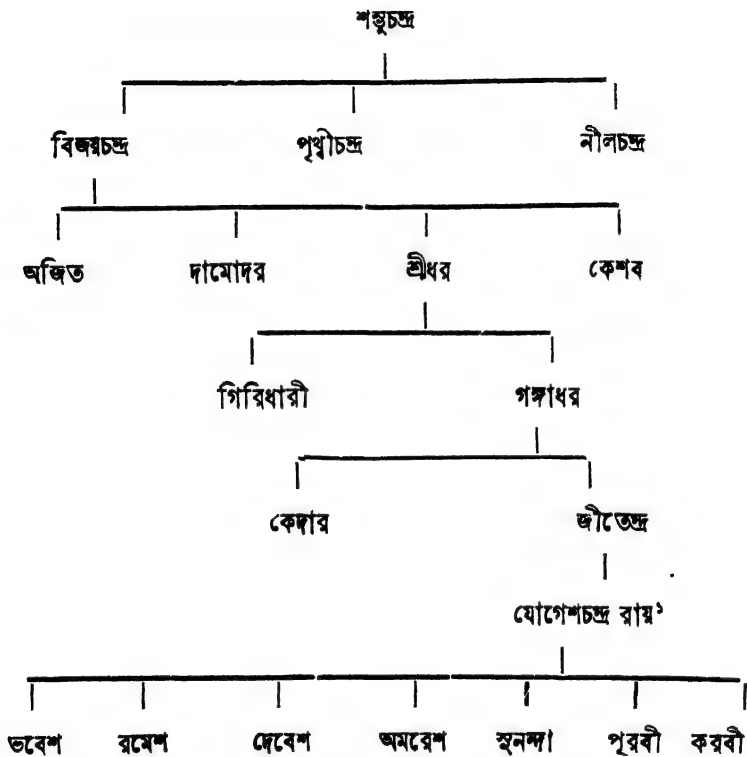 শম্ভুচন্দ্র
বিজয়চন্দ্র পৃথ্বীচন্দ্র নীলচন্দ্র
অজিত দামোদর শ্রীধর কেশব
গিরিধারী গঙ্গাধর
কেদার জীতেন্দ্র
যোগেশচন্দ্র রায়১
ভবেশ রমেশ দেবেশ অমরেশ সুনন্দা পূরবী করবী